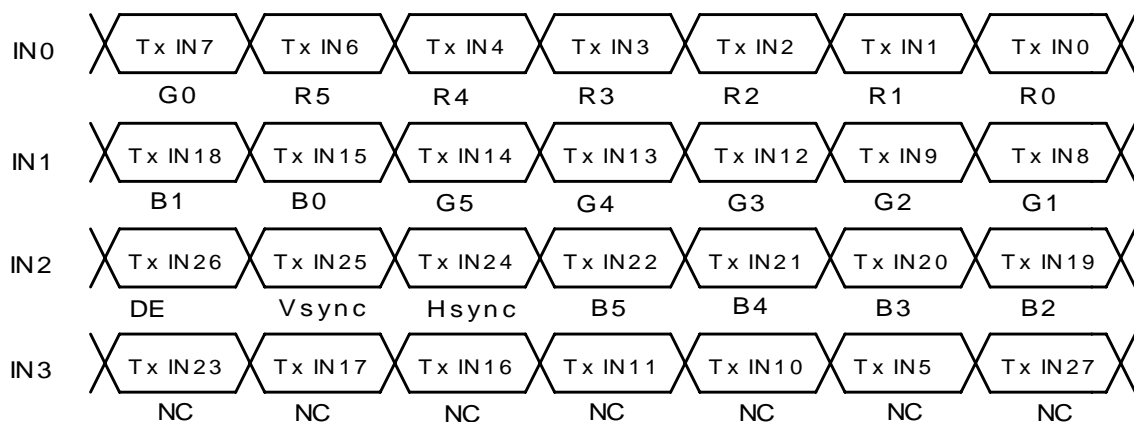 IN0 Tx IN7 Tx IN6 Tx IN4 Tx IN3 Tx IN2 Tx IN1 Tx IN0
G0 R5 R4 R3 R2 R1 R0
IN1 Tx IN18 Tx IN15 Tx IN14 Tx IN13 Tx IN12 Tx IN9 Tx IN8
B1 B0 G5 G4 G3 G2 G1
IN2 Tx IN26 Tx IN25 Tx IN24 Tx IN22 Tx IN21 Tx IN20 Tx IN19
DE Vsync Hsync B5 B4 B3 B2
IN3 Tx IN23 Tx IN17 Tx IN16 Tx IN11 Tx IN10 Tx IN5 Tx IN27
NC NC NC NC NC NC NC